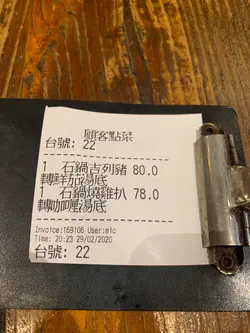 顧客點菜
台號: 22
1 石鍋吉列豬 80.0
轉鮮茄湯底
1 石鍋燒雞扒 78.0
轉咖喱湯底
Invoice:169106 User:mic
Time: 20:23 29/02/2020
台號: 22